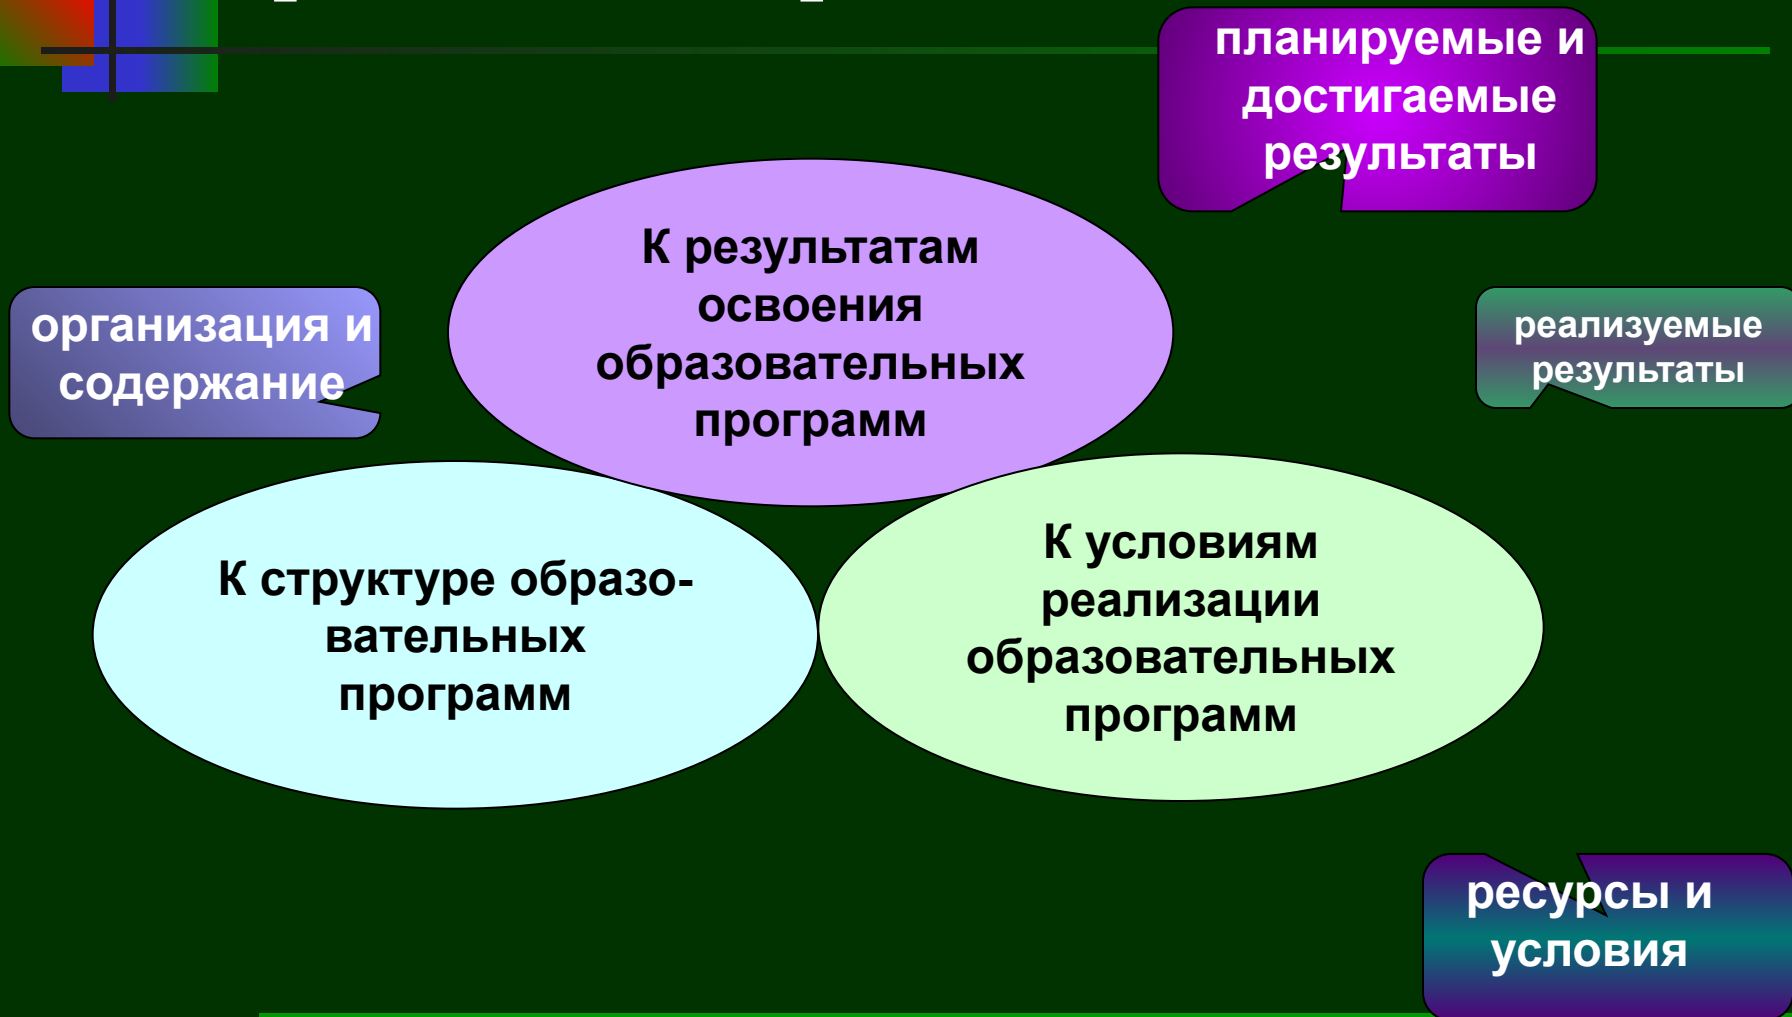 планируемые и
достигаемые
результаты
К результатам
освоения
образовательных
программ
организация и
содержание
реализуемые
результаты
К структуре образо-
вательных
программ
К условиям
реализации
образовательных
программ
ресурсы и
условия